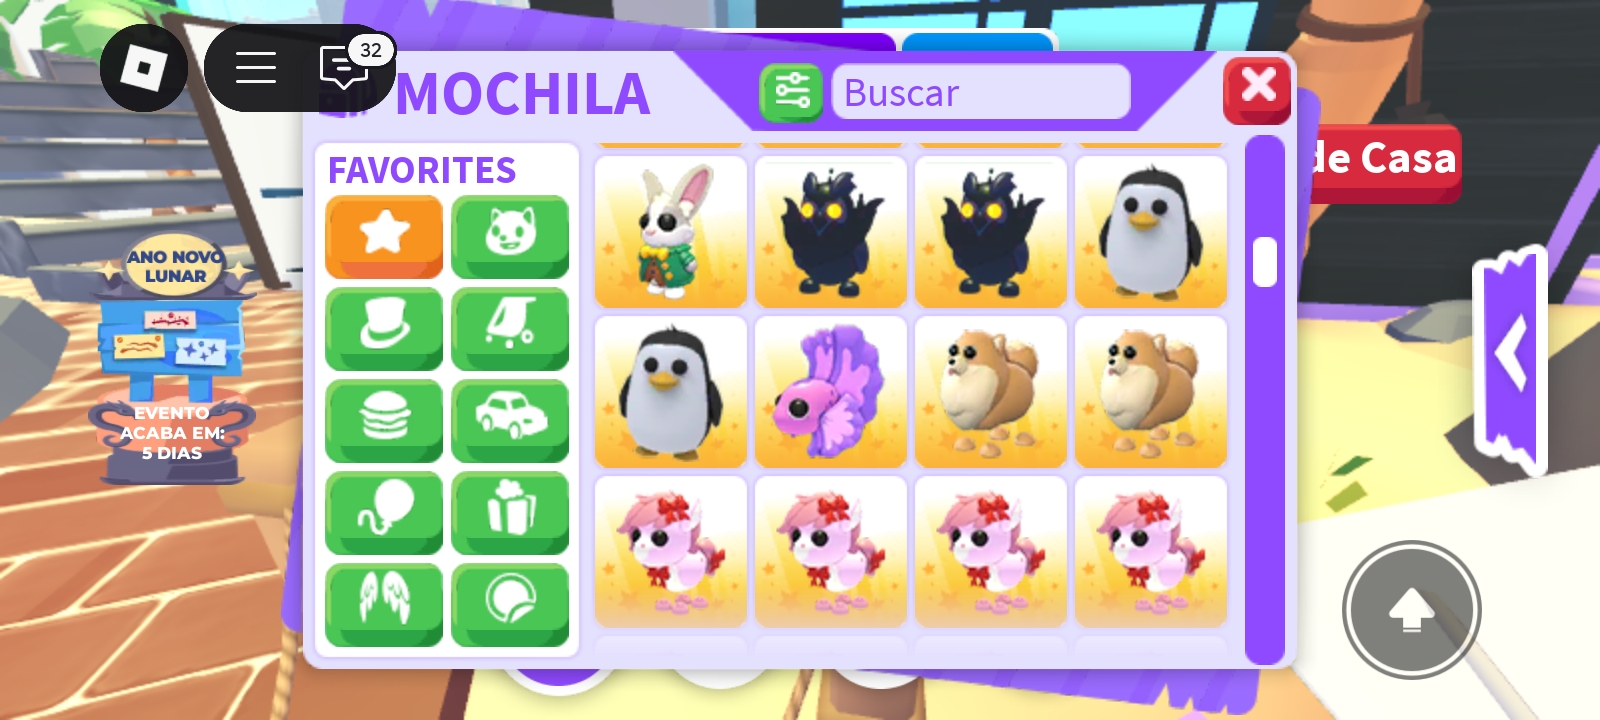 32
MOCHILA
Buscar
FAVORITES
de Casa
ANO NOVO
LUNAR
EVENTO
ACABA EM:
5 DIAS